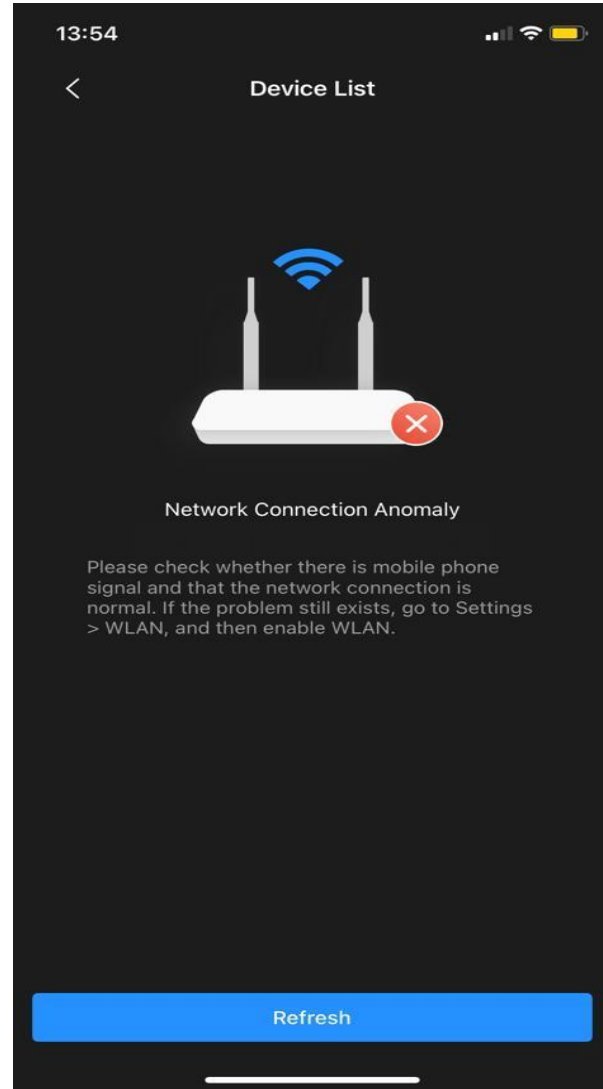 13:54
Device List
Network Connection Anomaly
Please check whether there is mobile phone
signal and that the network connection is
normal. If the problem still exists, go to Settings
> WLAN, and then enable WLAN.
Refresh